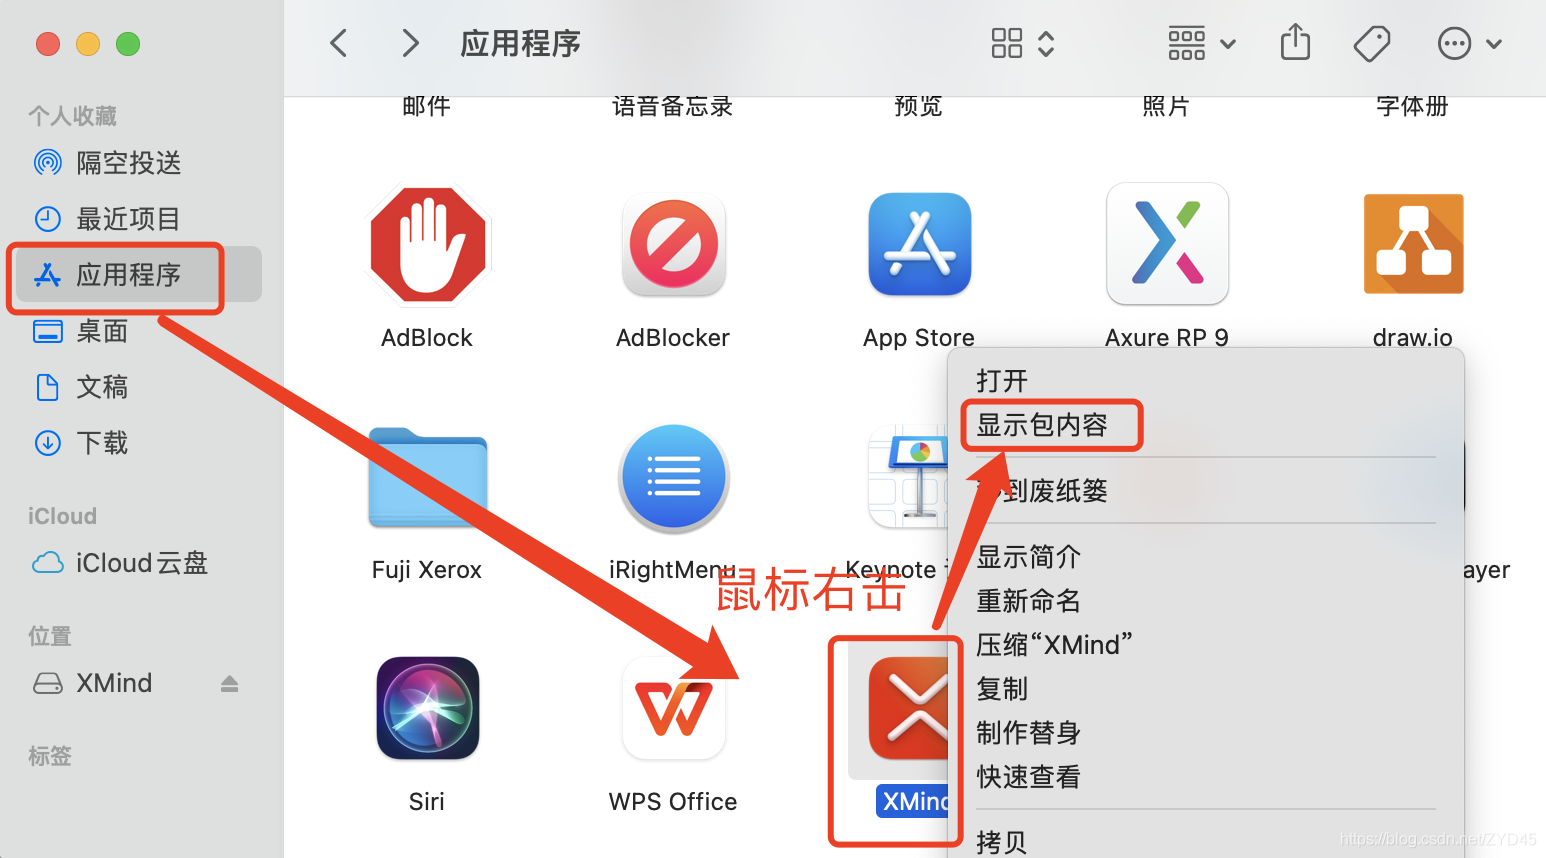 应用程序
个人收藏
隔空投送
最近项目
应用程序
桌面
文稿
下载
iCloud
iCloud云盘
位置
XMind
标签
邮件
语音备忘录
预览
照片
字体册
AdBlock
AdBlocker
App Store
Axure RP 9
draw.io
Fuji Xerox
iRightMenu
Keynote
ayer
鼠标右击
Siri
WPS Office
XMind
打开
显示包内容
到废纸篓
显示简介
重新命名
压缩“XMind”
复制
制作替身
快速查看
拷贝
https://blog.csdn.net/ZYD45